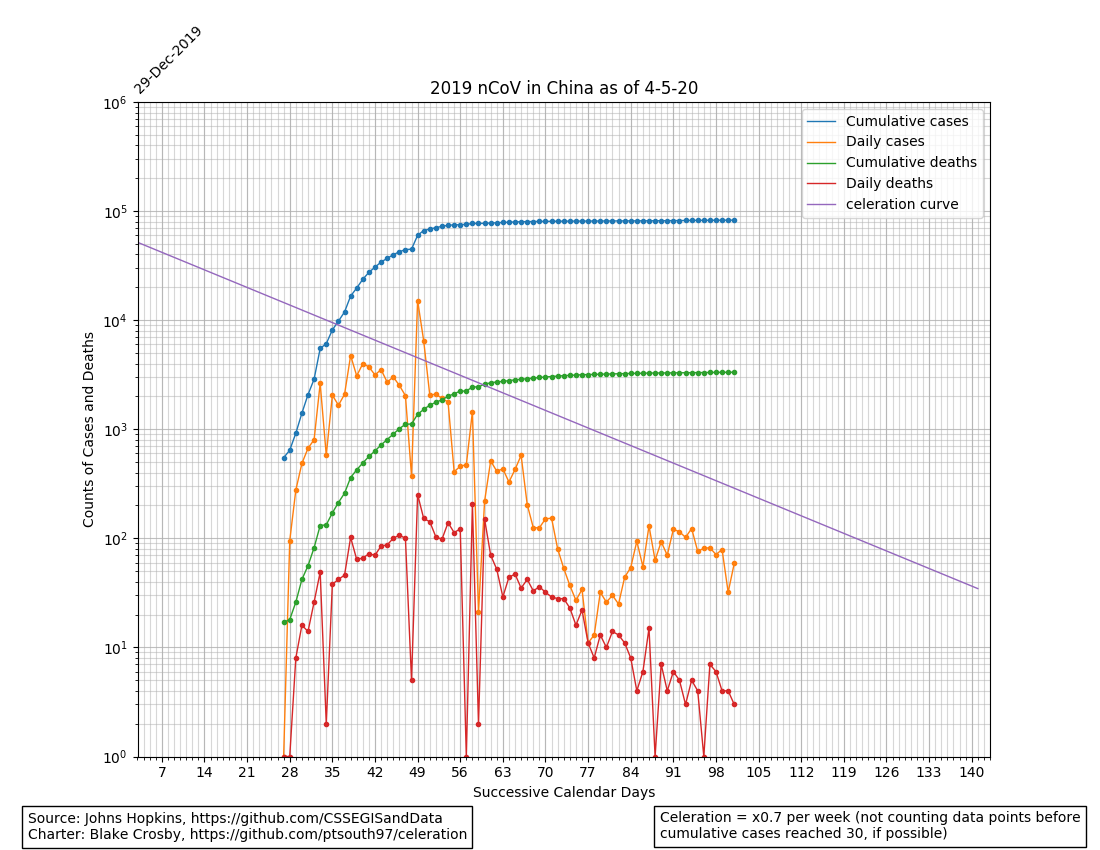 29-Dec-2019
2019 nCoV in China as of 4-5-20
10^6
10^5
10^4
10^3
10^2
10^1
10^0
Counts of Cases and Deaths
Cumulative cases
Daily cases
Cumulative deaths
Daily deaths
celeration curve
7 14 21 28 35 42 49 56 63 70 77 84 91 98 105 112 119 126 133 140
Successive Calendar Days
Source: Johns Hopkins, https://github.com/CSSEGISandData
Charter: Blake Crosby, https://github.com/ptsouth97/celeration
Celeration = x0.7 per week (not counting data points before
cumulative cases reached 30, if possible)